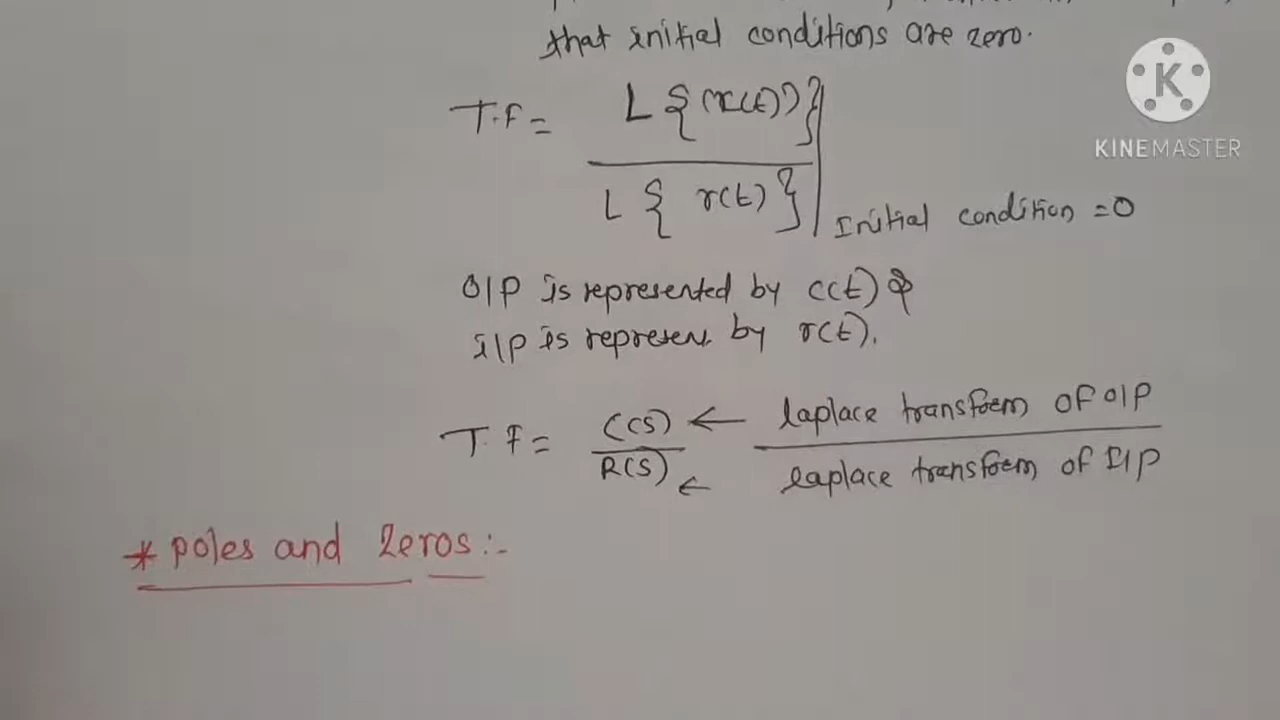 that initial conditions are zero.
T.F = L{(r(t))}
L{ r(t) } | Initial condition = 0
O/P is represented by c(t) &
i/p is represent by r(t).
T.F = C(S) ← laplace transform of o/p
R(S) ← laplace transform of I/P
* poles and Zeros:-
K
KINEMASTER